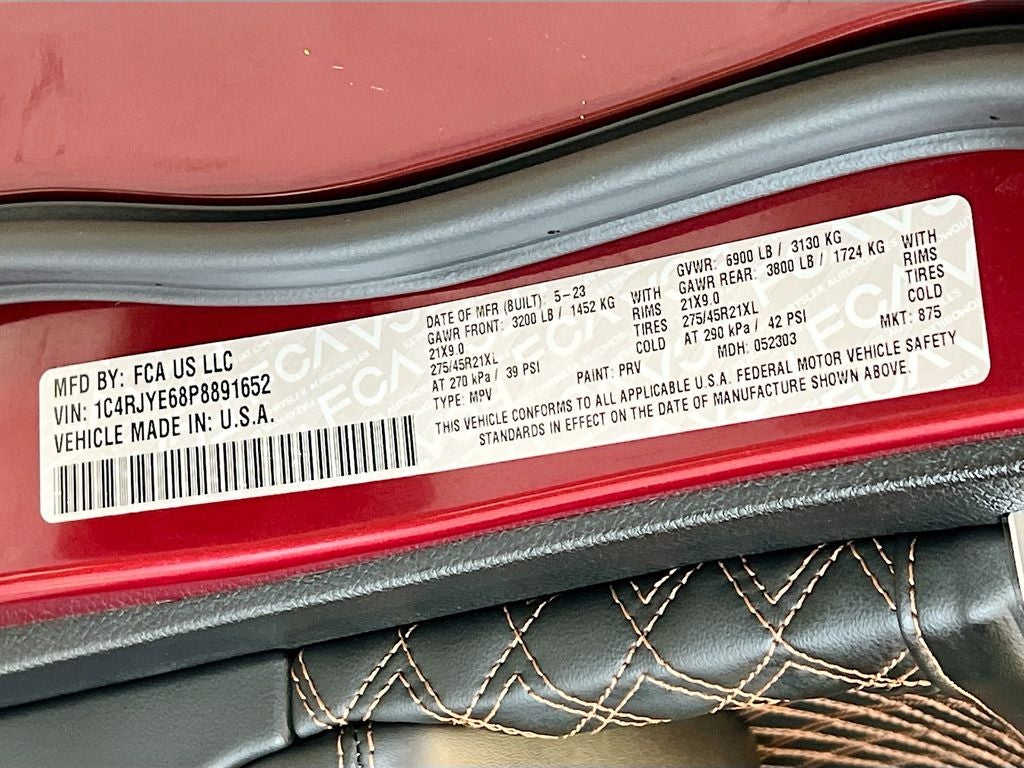 MFD BY: FCA US LLC
VIN: 1C4RJYE68P8891652
VEHICLE MADE IN: U.S.A.
DATE OF MFR (BUILT): 5-23
GAWR FRONT: 3200 LB / 1452 KG WITH
21X9.0 RIMS
275/45R21XL TIRES
AT 270 kPa / 39 PSI COLD
TYPE: MPV
PAINT: PRV
GVWR: 6900 LB / 3130 KG
GAWR REAR: 3800 LB / 1724 KG WITH
21X9.0 RIMS
275/45R21XL TIRES
AT 290 kPa / 42 PSI COLD
MDH: 052303
MKT: 875
THIS VEHICLE CONFORMS TO ALL APPLICABLE U.S.A. FEDERAL MOTOR VEHICLE SAFETY
STANDARDS IN EFFECT ON THE DATE OF MANUFACTURE SHOWN ABOVE.